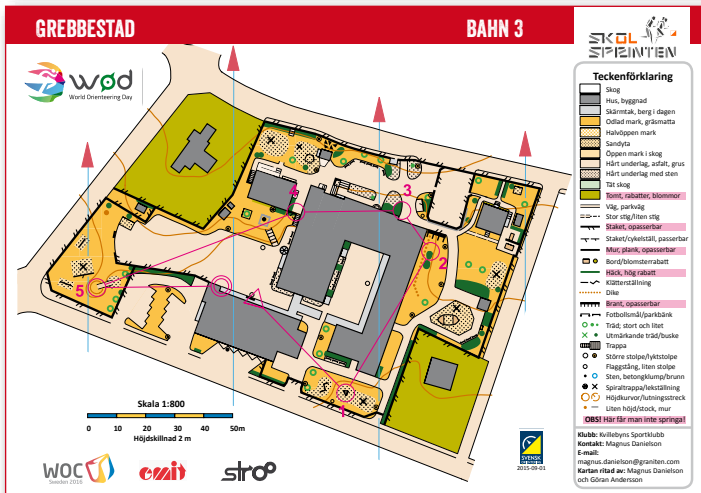 GREBBESTAD
BAHN 3
SKOL
SPRINTEN
wød
World Orienteering Day
Teckenförklaring
Skog
Hus, byggnad
Skärmtak, berg i dagen
Odlad mark, gräsmatta
Halvöppen mark
Sandyta
Öppen mark i skog
Hårt underlag, asfalt, grus
Hårt underlag med sten
Tät skog
Tomt, rabatter, blommor
Väg, parkväg
Stor stig/liten stig
Staket, opasserbar
Staket/cykelställ, passerbar
Mur, plank, opasserbar
Bord/blomsterrabatt
Häck, hög rabatt
Klätterställning
Dike
Brant, opasserbar
Fotbollsmål/parkbänk
Träd; stort och litet
Utmärkande träd/buske
Trappa
Större stolpe/lyktstolpe
Flaggstång, liten stolpe
Sten, betongklump/brunn
Spiraltrappa/lekställning
Höjdkurvor/lutningsstreck
Liten höjd/stock, mur
OBS! Här får man inte springa!
Klubb: Kvillebyns Sportklubb
Kontakt: Magnus Danielson
E-mail:
magnus.danielson@graniten.com
Kartan ritad av: Magnus Danielson
och Göran Andersson
4
3
2
5
1
Skala 1:800
0 10 20 30 40 50m
Höjdskillnad 2 m
WOC
Sweden 2016
emit
stroo
SVENSK
2015-09-01